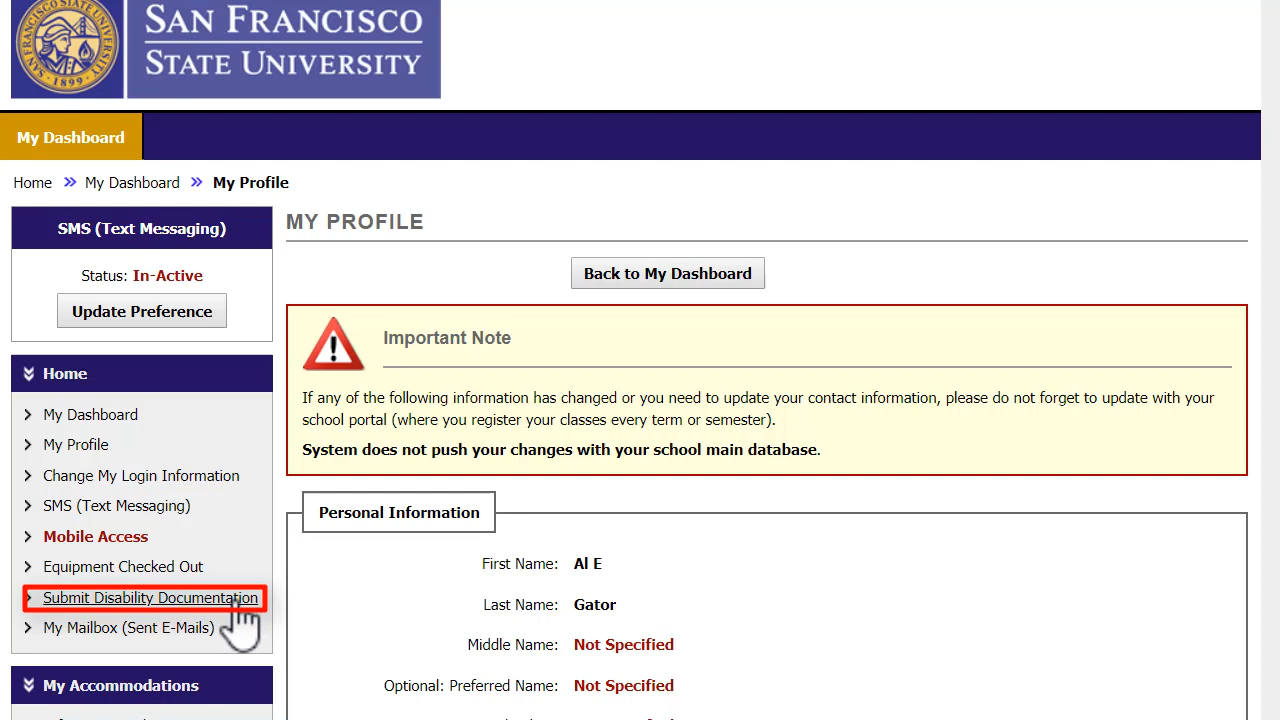 SAN FRANCISCO STATE UNIVERSITY
1899
SAN FRANCISCO
STATE UNIVERSITY
My Dashboard
Home » My Dashboard » My Profile
SMS (Text Messaging)
Status: In-Active
Update Preference
Home
My Dashboard
My Profile
Change My Login Information
SMS (Text Messaging)
Mobile Access
Equipment Checked Out
Submit Disability Documentation
My Mailbox (Sent E-Mails)
My Accommodations
MY PROFILE
Back to My Dashboard
Important Note
If any of the following information has changed or you need to update your contact information, please do not forget to update with your
school portal (where you register your classes every term or semester).
System does not push your changes with your school main database.
Personal Information
First Name: Al E
Last Name: Gator
Middle Name: Not Specified
Optional: Preferred Name: Not Specified